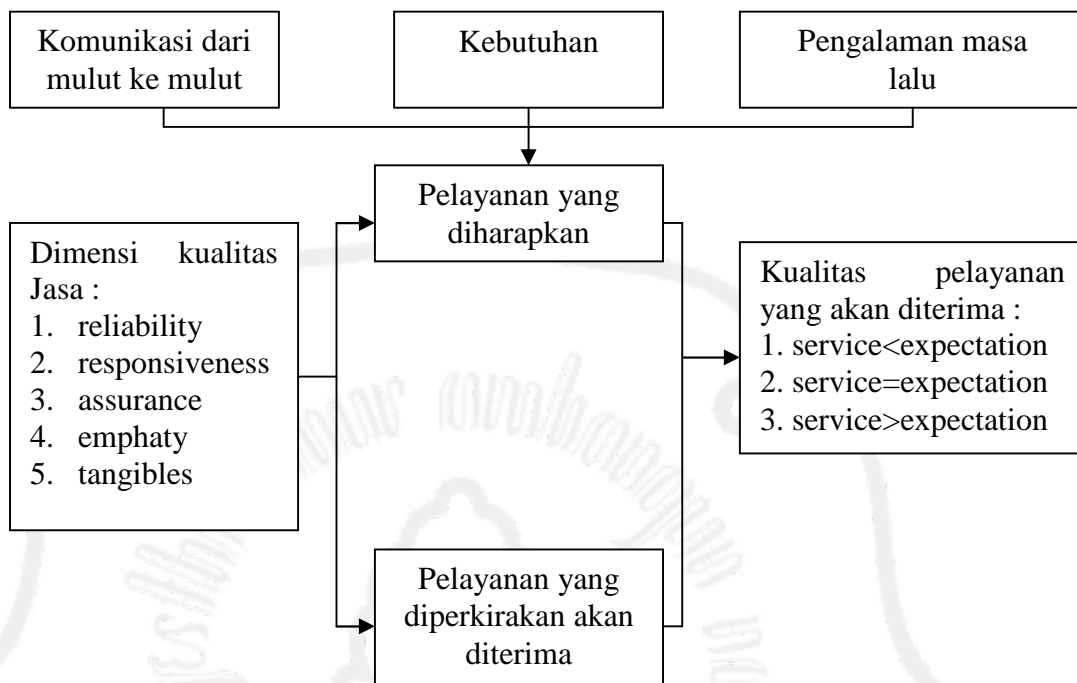 Komunikasi dari
mulut ke mulut
Kebutuhan
Pengalaman masa
lalu
Pelayanan yang
diharapkan
Dimensi kualitas
Jasa :
1. reliability
2. responsiveness
3. assurance
4. emphaty
5. tangibles
Kualitas pelayanan
yang akan diterima :
1. service<expectation
2. service=expectation
3. service>expectation
Pelayanan yang
diperkirakan akan
diterima